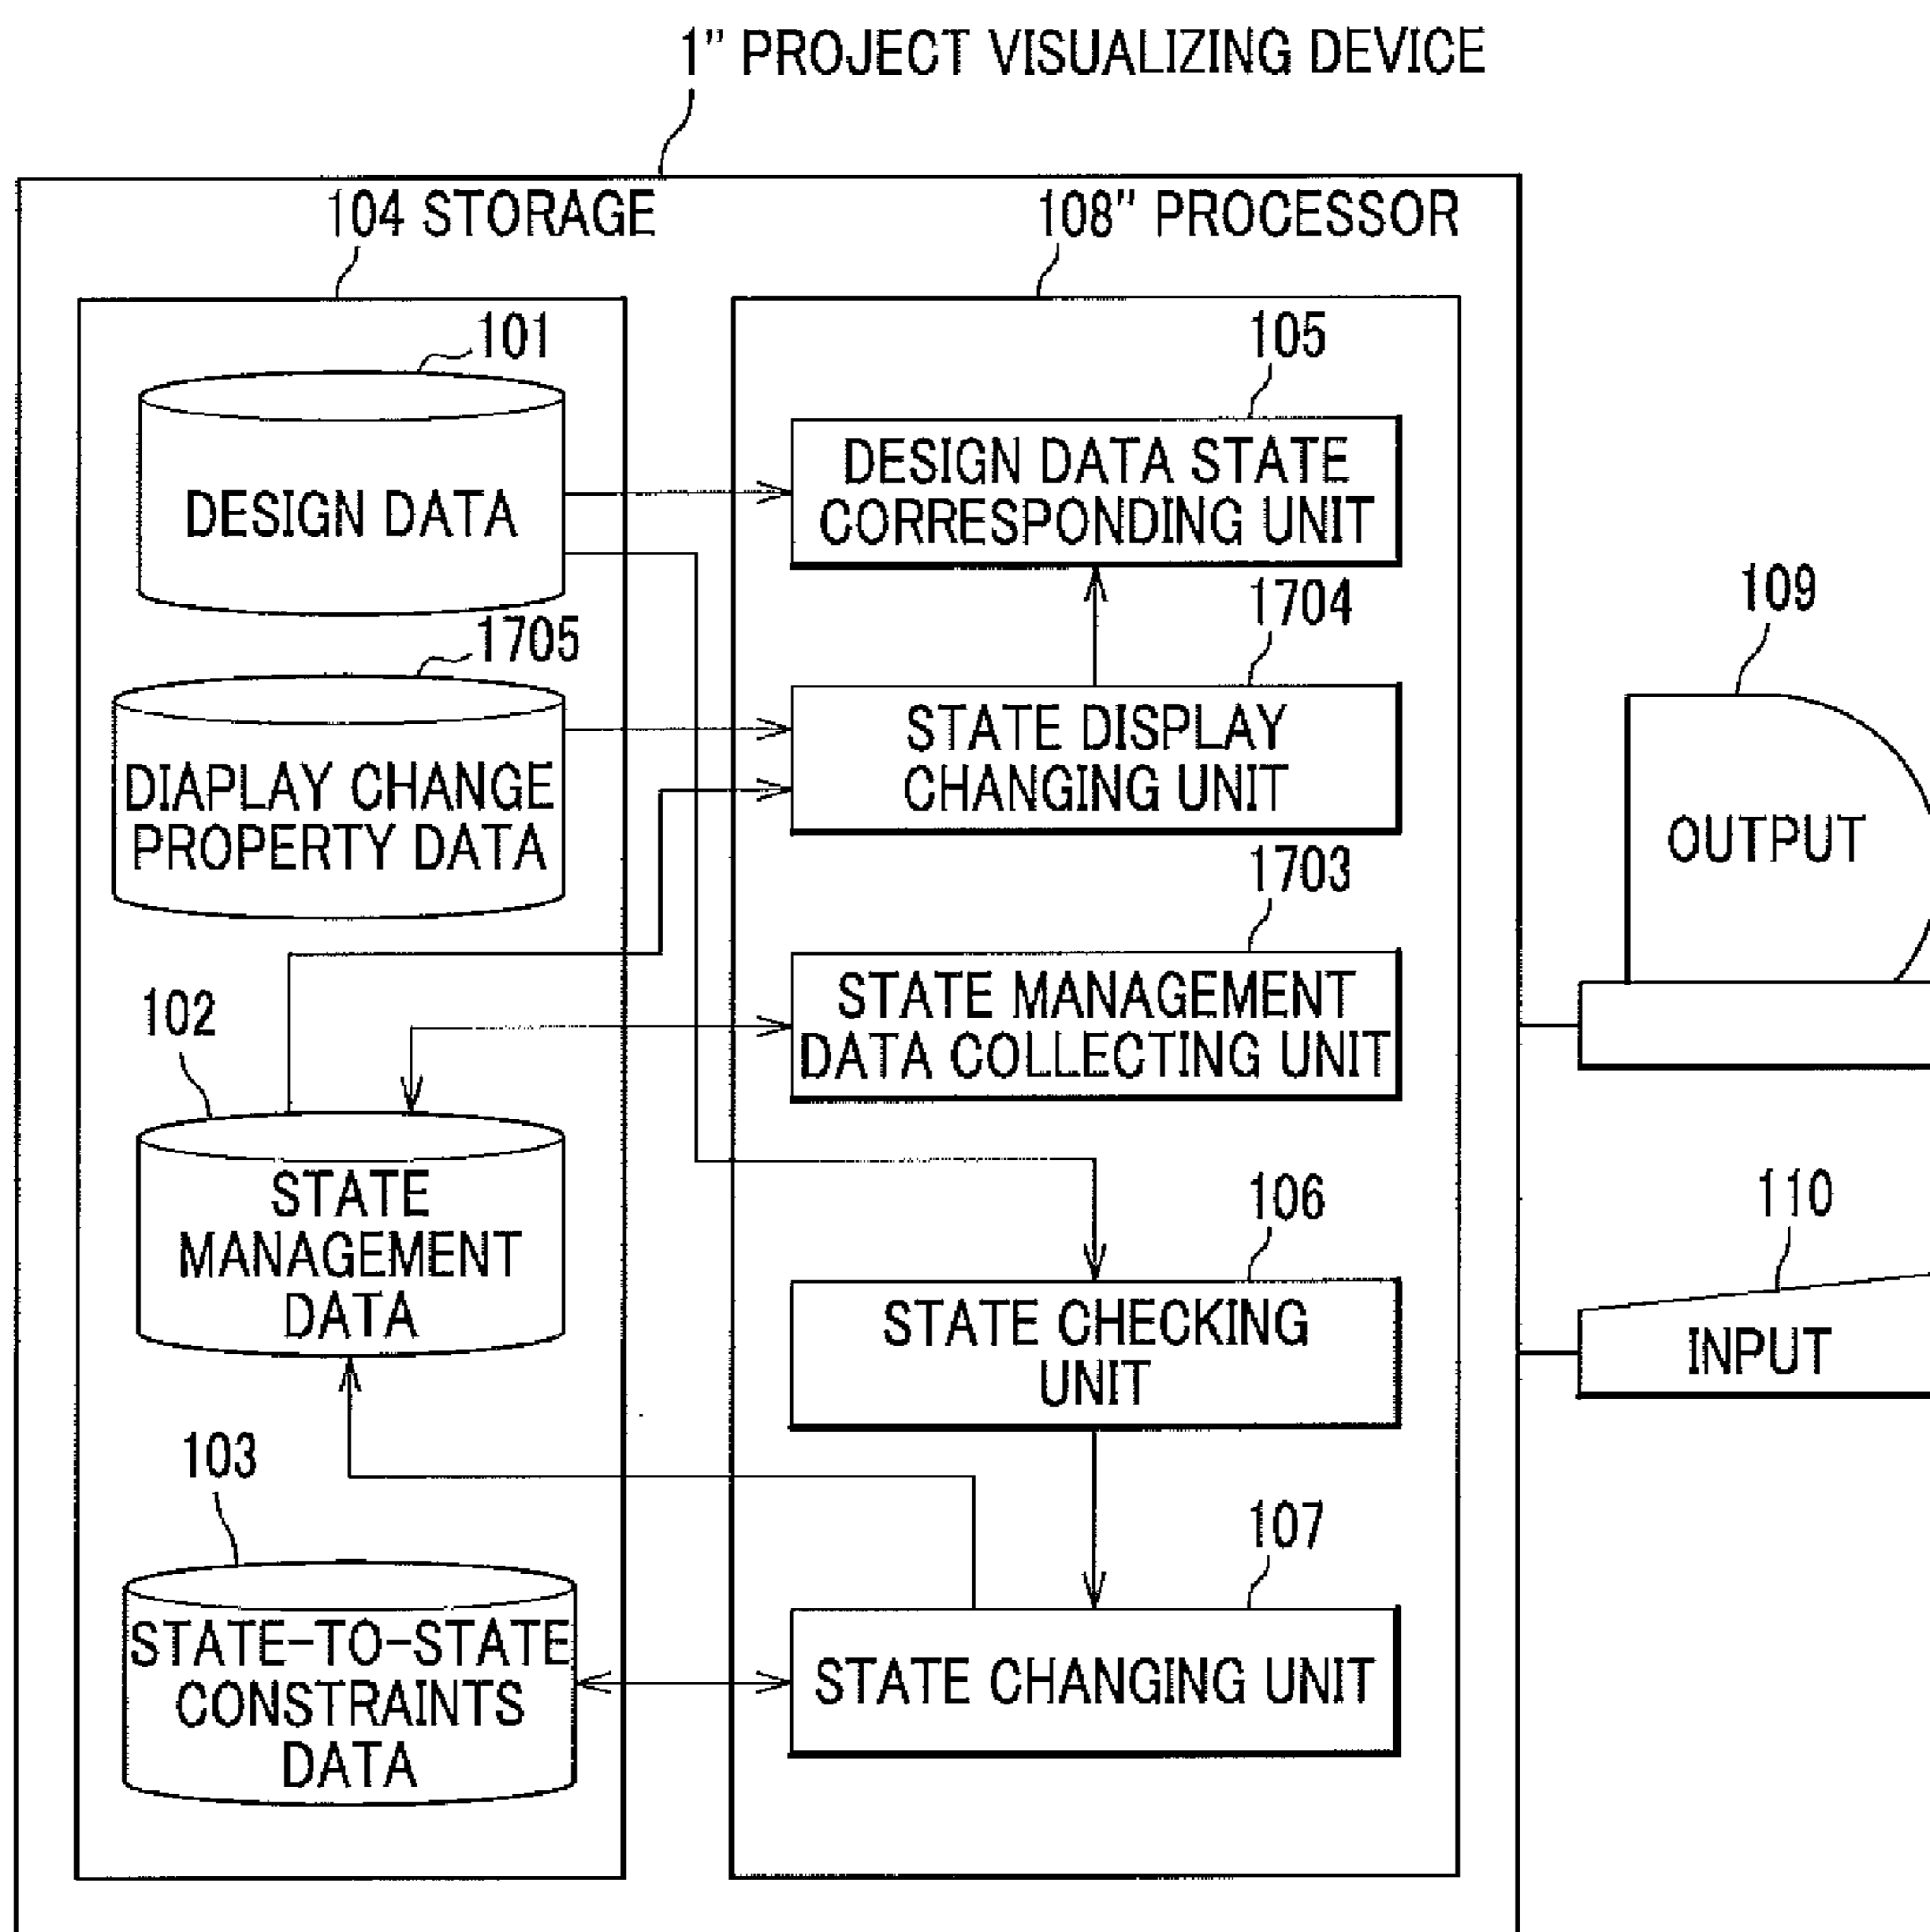 1" PROJECT VISUALIZING DEVICE
104 STORAGE
108" PROCESSOR
101
DESIGN DATA
105
DESIGN DATA STATE
CORRESPONDING UNIT
1705
DIAPLAY CHANGE
PROPERTY DATA
1704
STATE DISPLAY
CHANGING UNIT
1703
STATE MANAGEMENT
DATA COLLECTING UNIT
102
STATE
MANAGEMENT
DATA
106
STATE CHECKING
UNIT
103
STATE-TO-STATE
CONSTRAINTS
DATA
107
STATE CHANGING UNIT
109
OUTPUT
110
INPUT